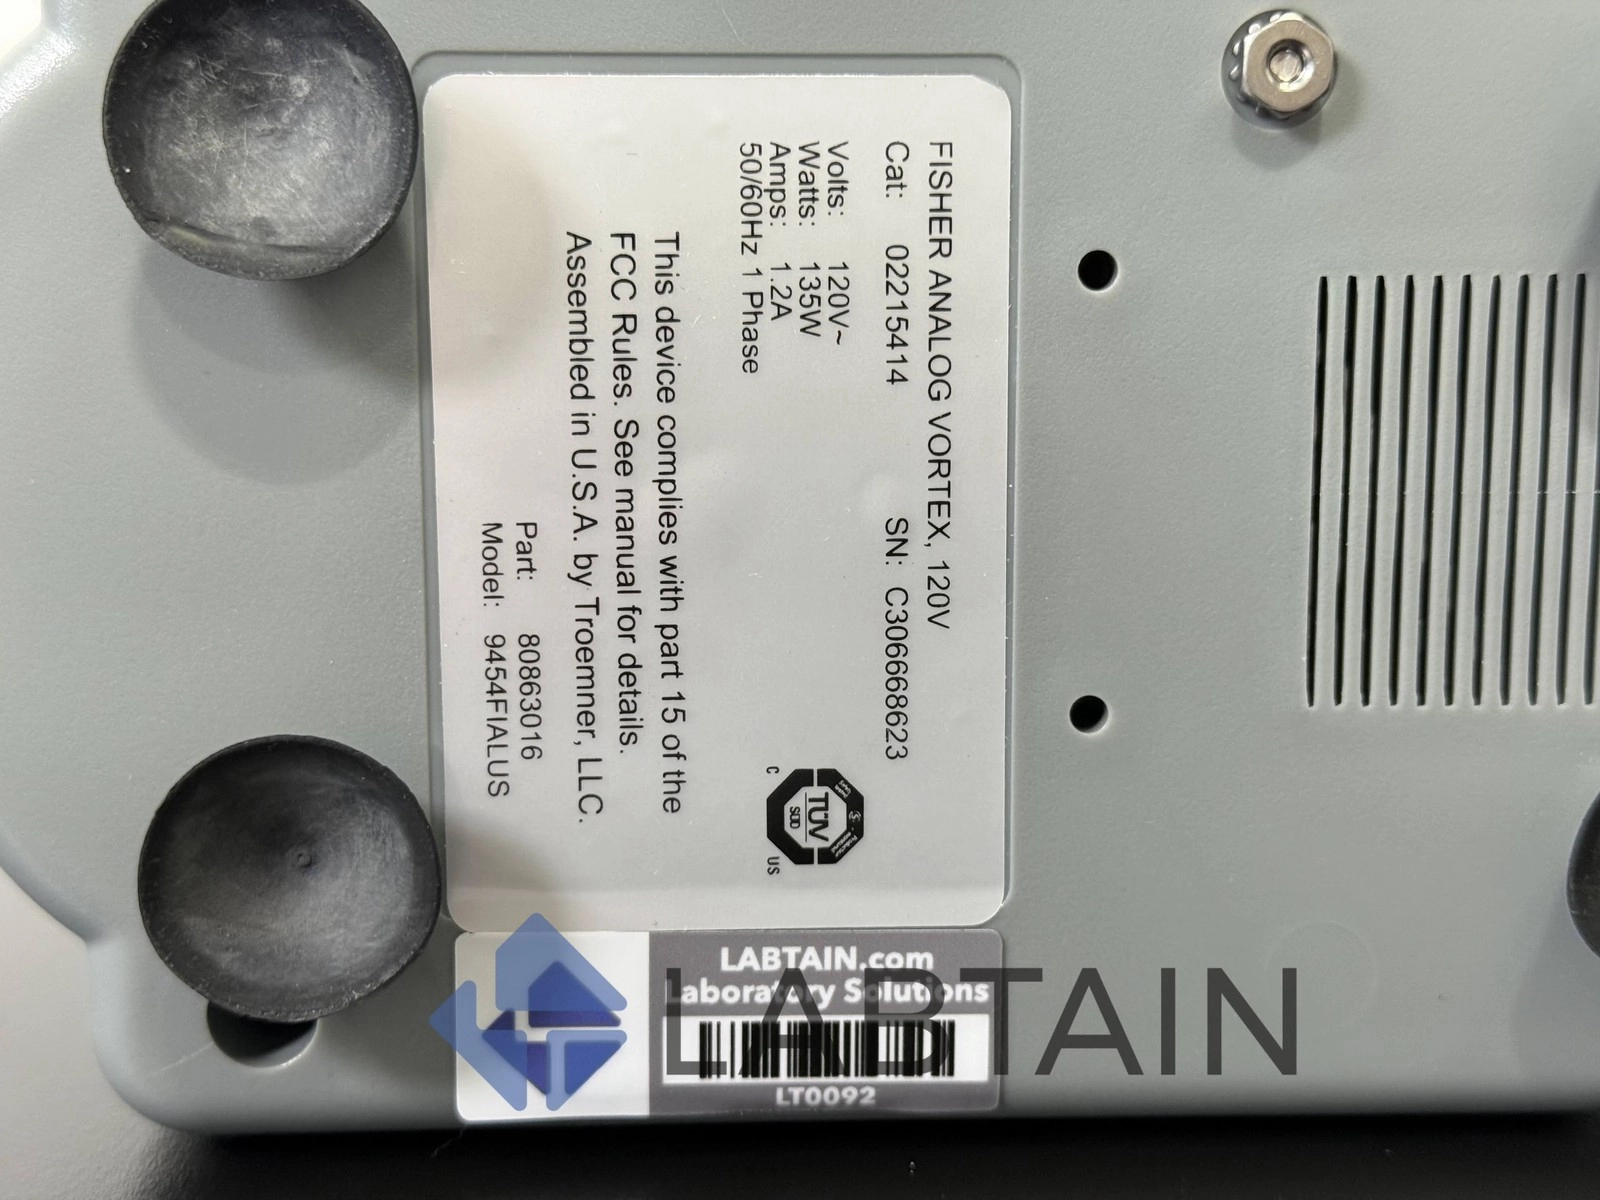 FISHER ANALOG VORTEX, 120V
Cat: 02215414 SN: C306668623
Volts: 120V~
Watts: 135W
Amps: 1.2A
50/60Hz 1 Phase
This device complies with part 15 of the
FCC Rules. See manual for details.
Assembled in U.S.A. by Troemner, LLC.
Part: 80863016
Model: 9454FIALUS
TÜV
SÜD
C US
LABTAIN.com
Laboratory Solutions
LT0092
LABTAIN